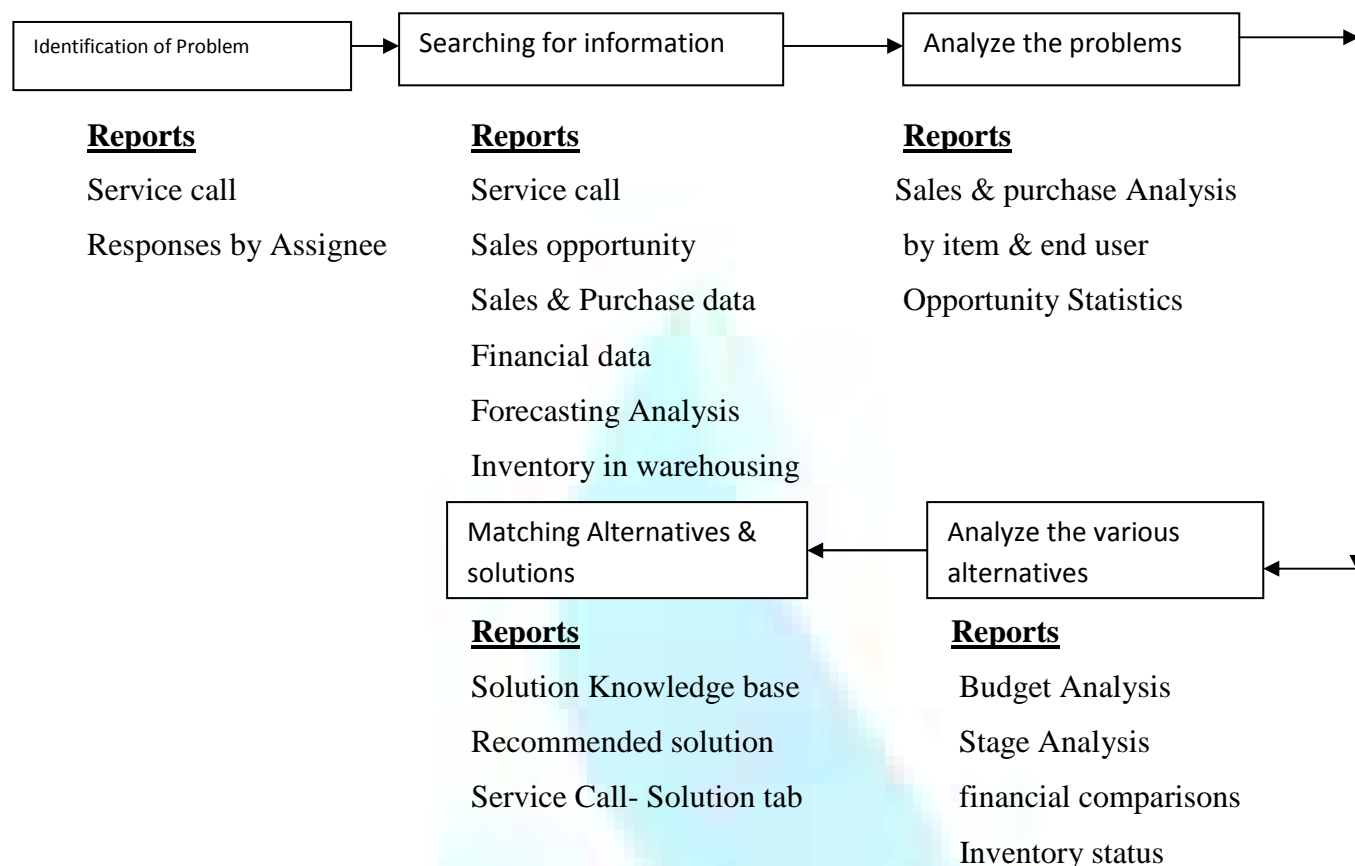 Identification of Problem
Searching for information
Analyze the problems
Reports
Service call
Responses by Assignee
Reports
Service call
Sales opportunity
Sales & Purchase data
Financial data
Forecasting Analysis
Inventory in warehousing
Reports
Sales & purchase Analysis
by item & end user
Opportunity Statistics
Matching Alternatives &
solutions
Analyze the various
alternatives
Reports
Solution Knowledge base
Recommended solution
Service Call- Solution tab
Reports
Budget Analysis
Stage Analysis
financial comparisons
Inventory status